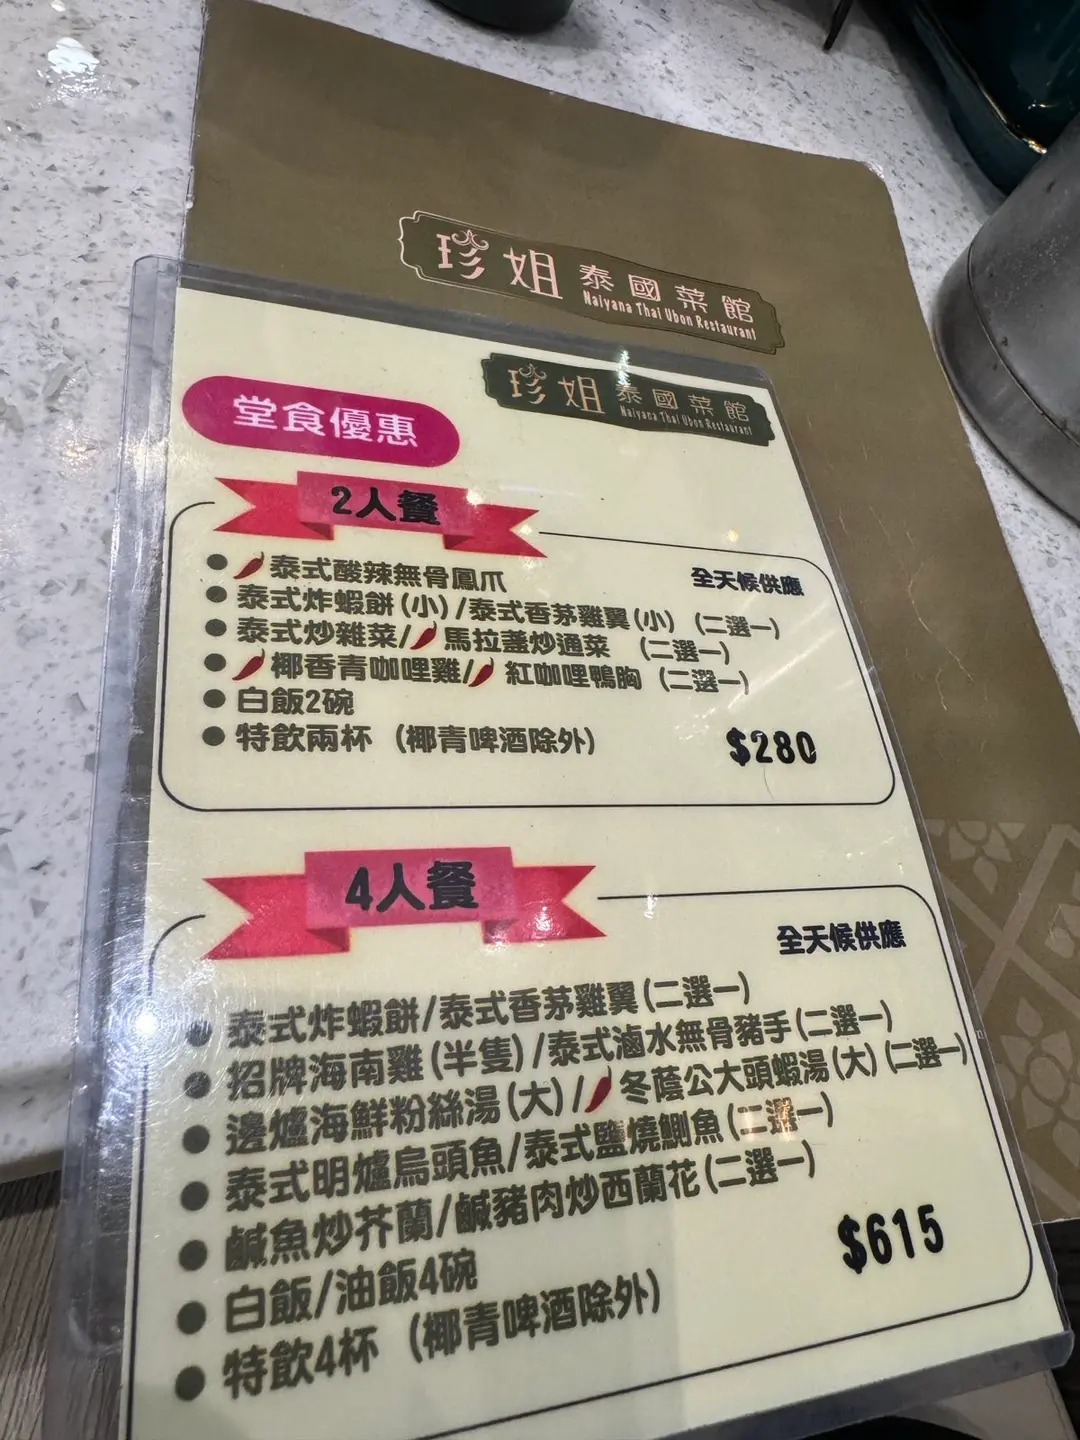 珍姐泰國菜館
Naiyana Thai Ubon Restaurant
珍姐泰國菜館
Naiyana Thai Ubon Restaurant
堂食優惠
2人餐
全天候供應
泰式酸辣無骨鳳爪
泰式炸蝦餅(小)/泰式香茅雞翼(小) (二選一)
泰式炒雜菜/馬拉盞炒通菜 (二選一)
椰香青咖哩雞/紅咖哩鴨胸 (二選一)
白飯2碗
特飲兩杯 (椰青啤酒除外)
$280
4人餐
全天候供應
泰式炸蝦餅/泰式香茅雞翼(二選一)
招牌海南雞(半隻)/泰式滷水無骨豬手(二選一)
邊爐海鮮粉絲湯(大)/冬蔭公大頭蝦湯(大)(二選一)
泰式明爐烏頭魚/泰式鹽燒鰂魚(二選一)
鹹魚炒芥蘭/鹹豬肉炒西蘭花(二選一)
白飯/油飯4碗
特飲4杯 (椰青啤酒除外)
$615